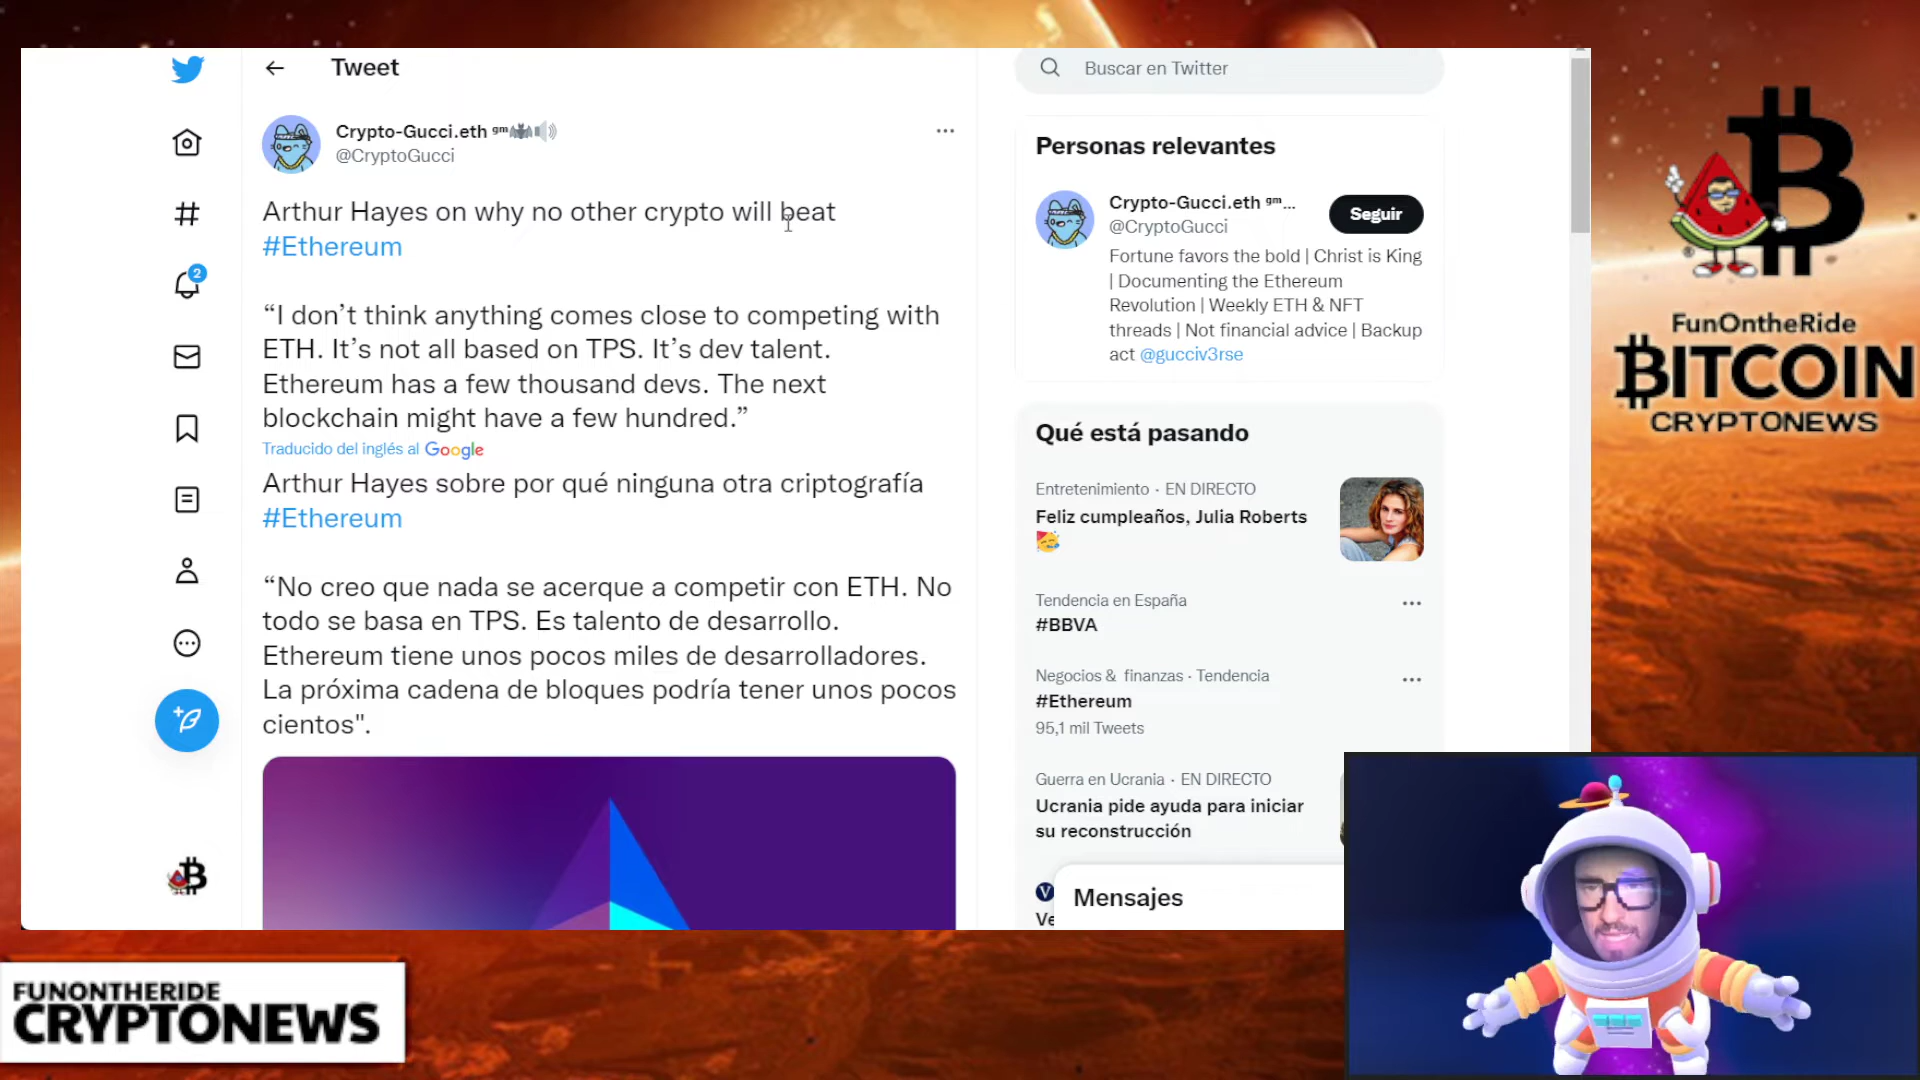 Tweet
Crypto-Gucci.eth gm
@CryptoGucci
Arthur Hayes on why no other crypto will beat
#Ethereum
“I don’t think anything comes close to competing with
ETH. It’s not all based on TPS. It’s dev talent.
Ethereum has a few thousand devs. The next
blockchain might have a few hundred.”
Traducido del inglés al Google
Arthur Hayes sobre por qué ninguna otra criptografía
#Ethereum
“No creo que nada se acerque a competir con ETH. No
todo se basa en TPS. Es talento de desarrollo.
Ethereum tiene unos pocos miles de desarrolladores.
La próxima cadena de bloques podría tener unos pocos
cientos".
2
Buscar en Twitter
Personas relevantes
Crypto-Gucci.eth gm...
@CryptoGucci
Seguir
Fortune favors the bold | Christ is King
| Documenting the Ethereum
Revolution | Weekly ETH & NFT
threads | Not financial advice | Backup
act @gucciv3rse
Qué está pasando
Entretenimiento · EN DIRECTO
Feliz cumpleaños, Julia Roberts
Tendencia en España
#BBVA
Negocios & finanzas · Tendencia
#Ethereum
95,1 mil Tweets
Guerra en Ucrania · EN DIRECTO
Ucrania pide ayuda para iniciar
su reconstrucción
V
Ve
Mensajes
FunOntheRide
BITCOIN
CRYPTONEWS
FUNONTHERIDE
CRYPTONEWS